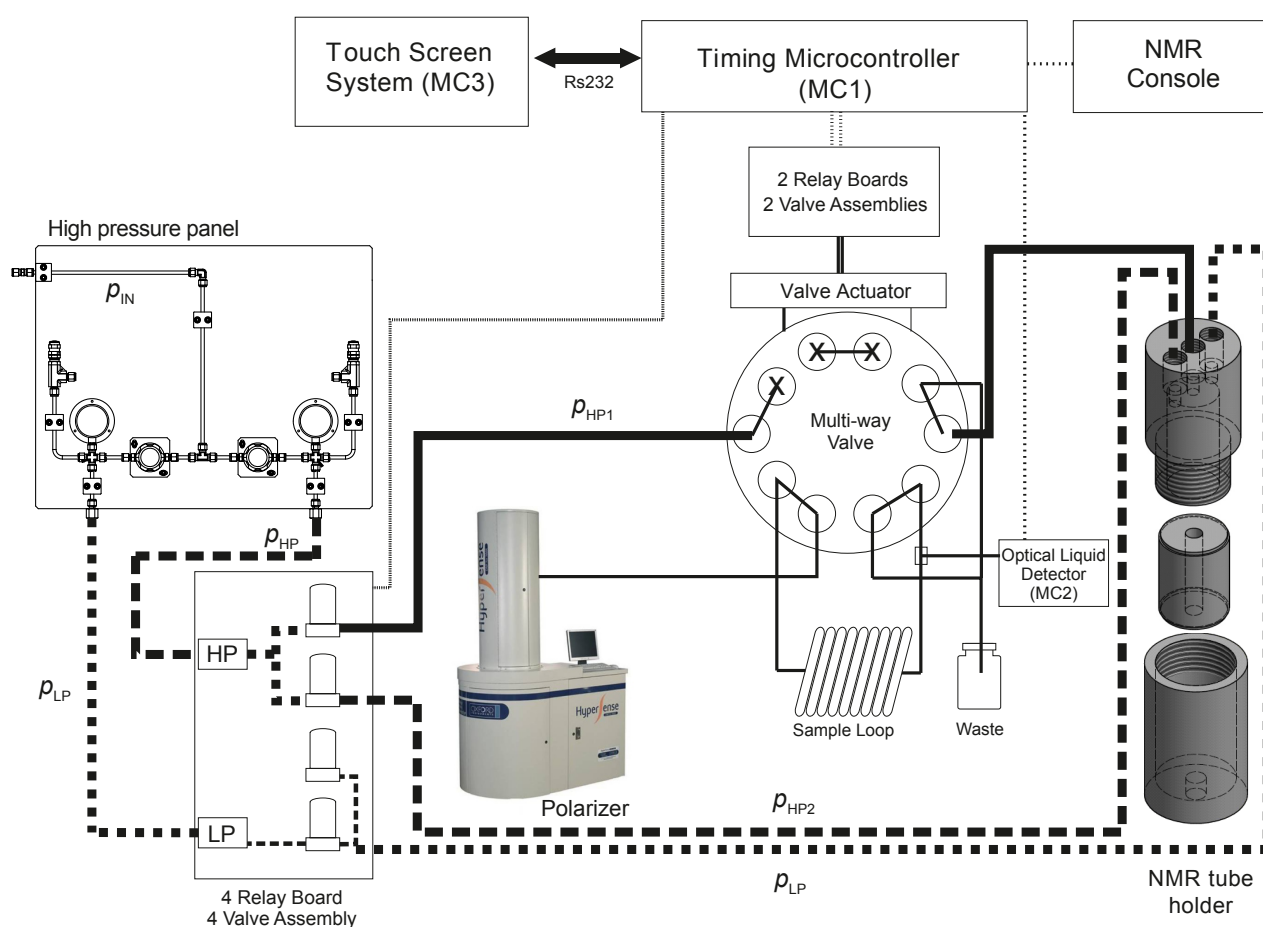 Touch Screen
System (MC3)
Rs232
Timing Microcontroller
(MC1)
NMR
Console
2 Relay Boards
2 Valve Assemblies
High pressure panel
pIN
Valve Actuator
X X
X
pHP1
Multi-way
Valve
pHP
Optical Liquid
Detector
(MC2)
HyperSense
HP
pLP
HyperSense
Sample Loop
Waste
Polarizer
pHP2
LP
pLP
4 Relay Board
4 Valve Assembly
NMR tube
holder